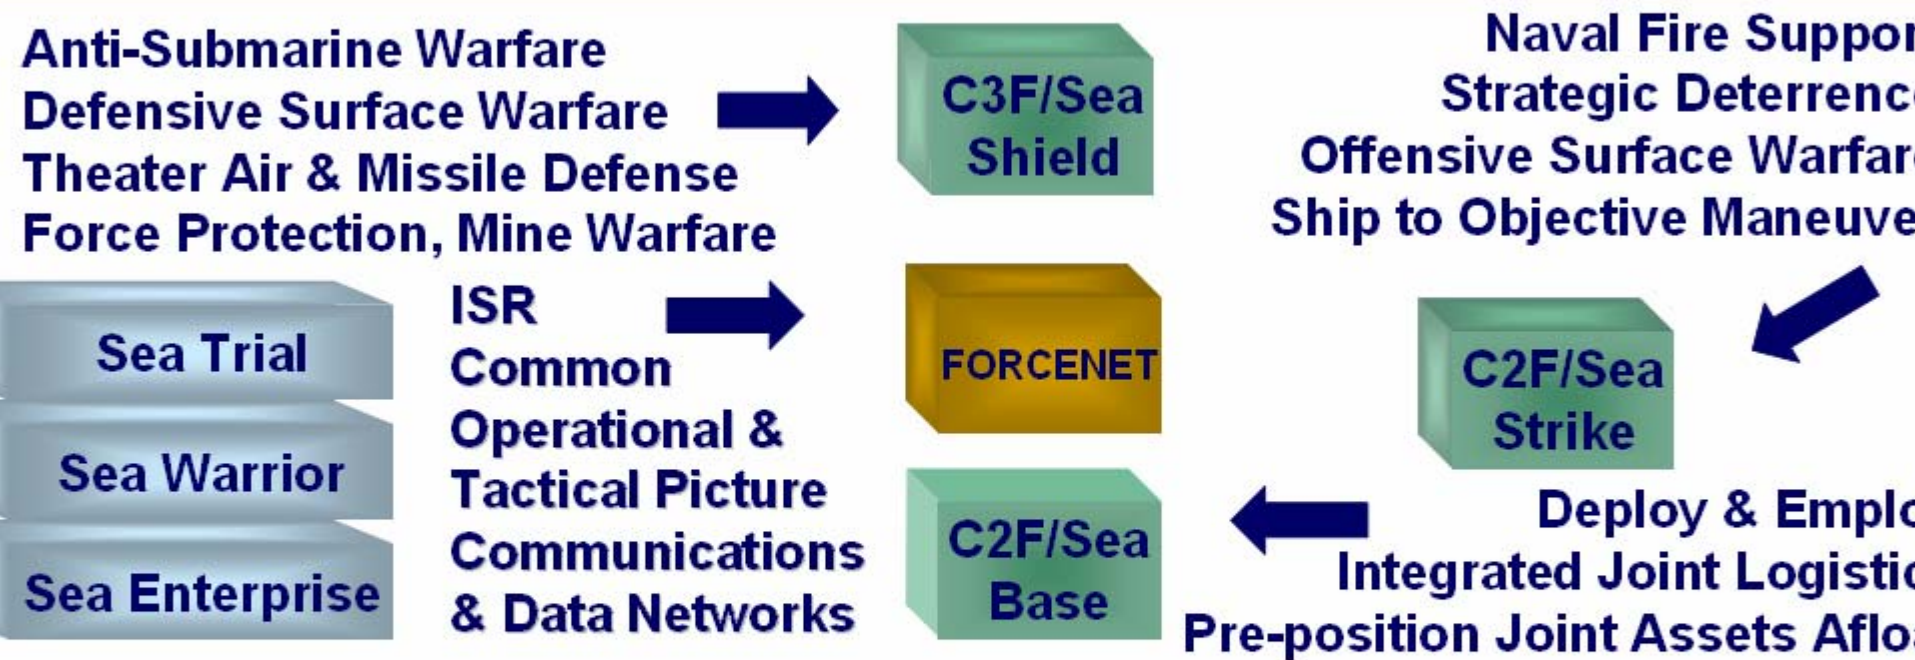 Anti-Submarine Warfare
Defensive Surface Warfare
Theater Air & Missile Defense
Force Protection, Mine Warfare
C3F/Sea
Shield
Naval Fire Suppor
Strategic Deterrence
Offensive Surface Warfare
Ship to Objective Maneuve
Sea Trial
Sea Warrior
Sea Enterprise
ISR
Common
Operational &
Tactical Picture
Communications
& Data Networks
FORCENET
C2F/Sea
Strike
C2F/Sea
Base
Deploy & Emplo
Integrated Joint Logistic
Pre-position Joint Assets Afloa